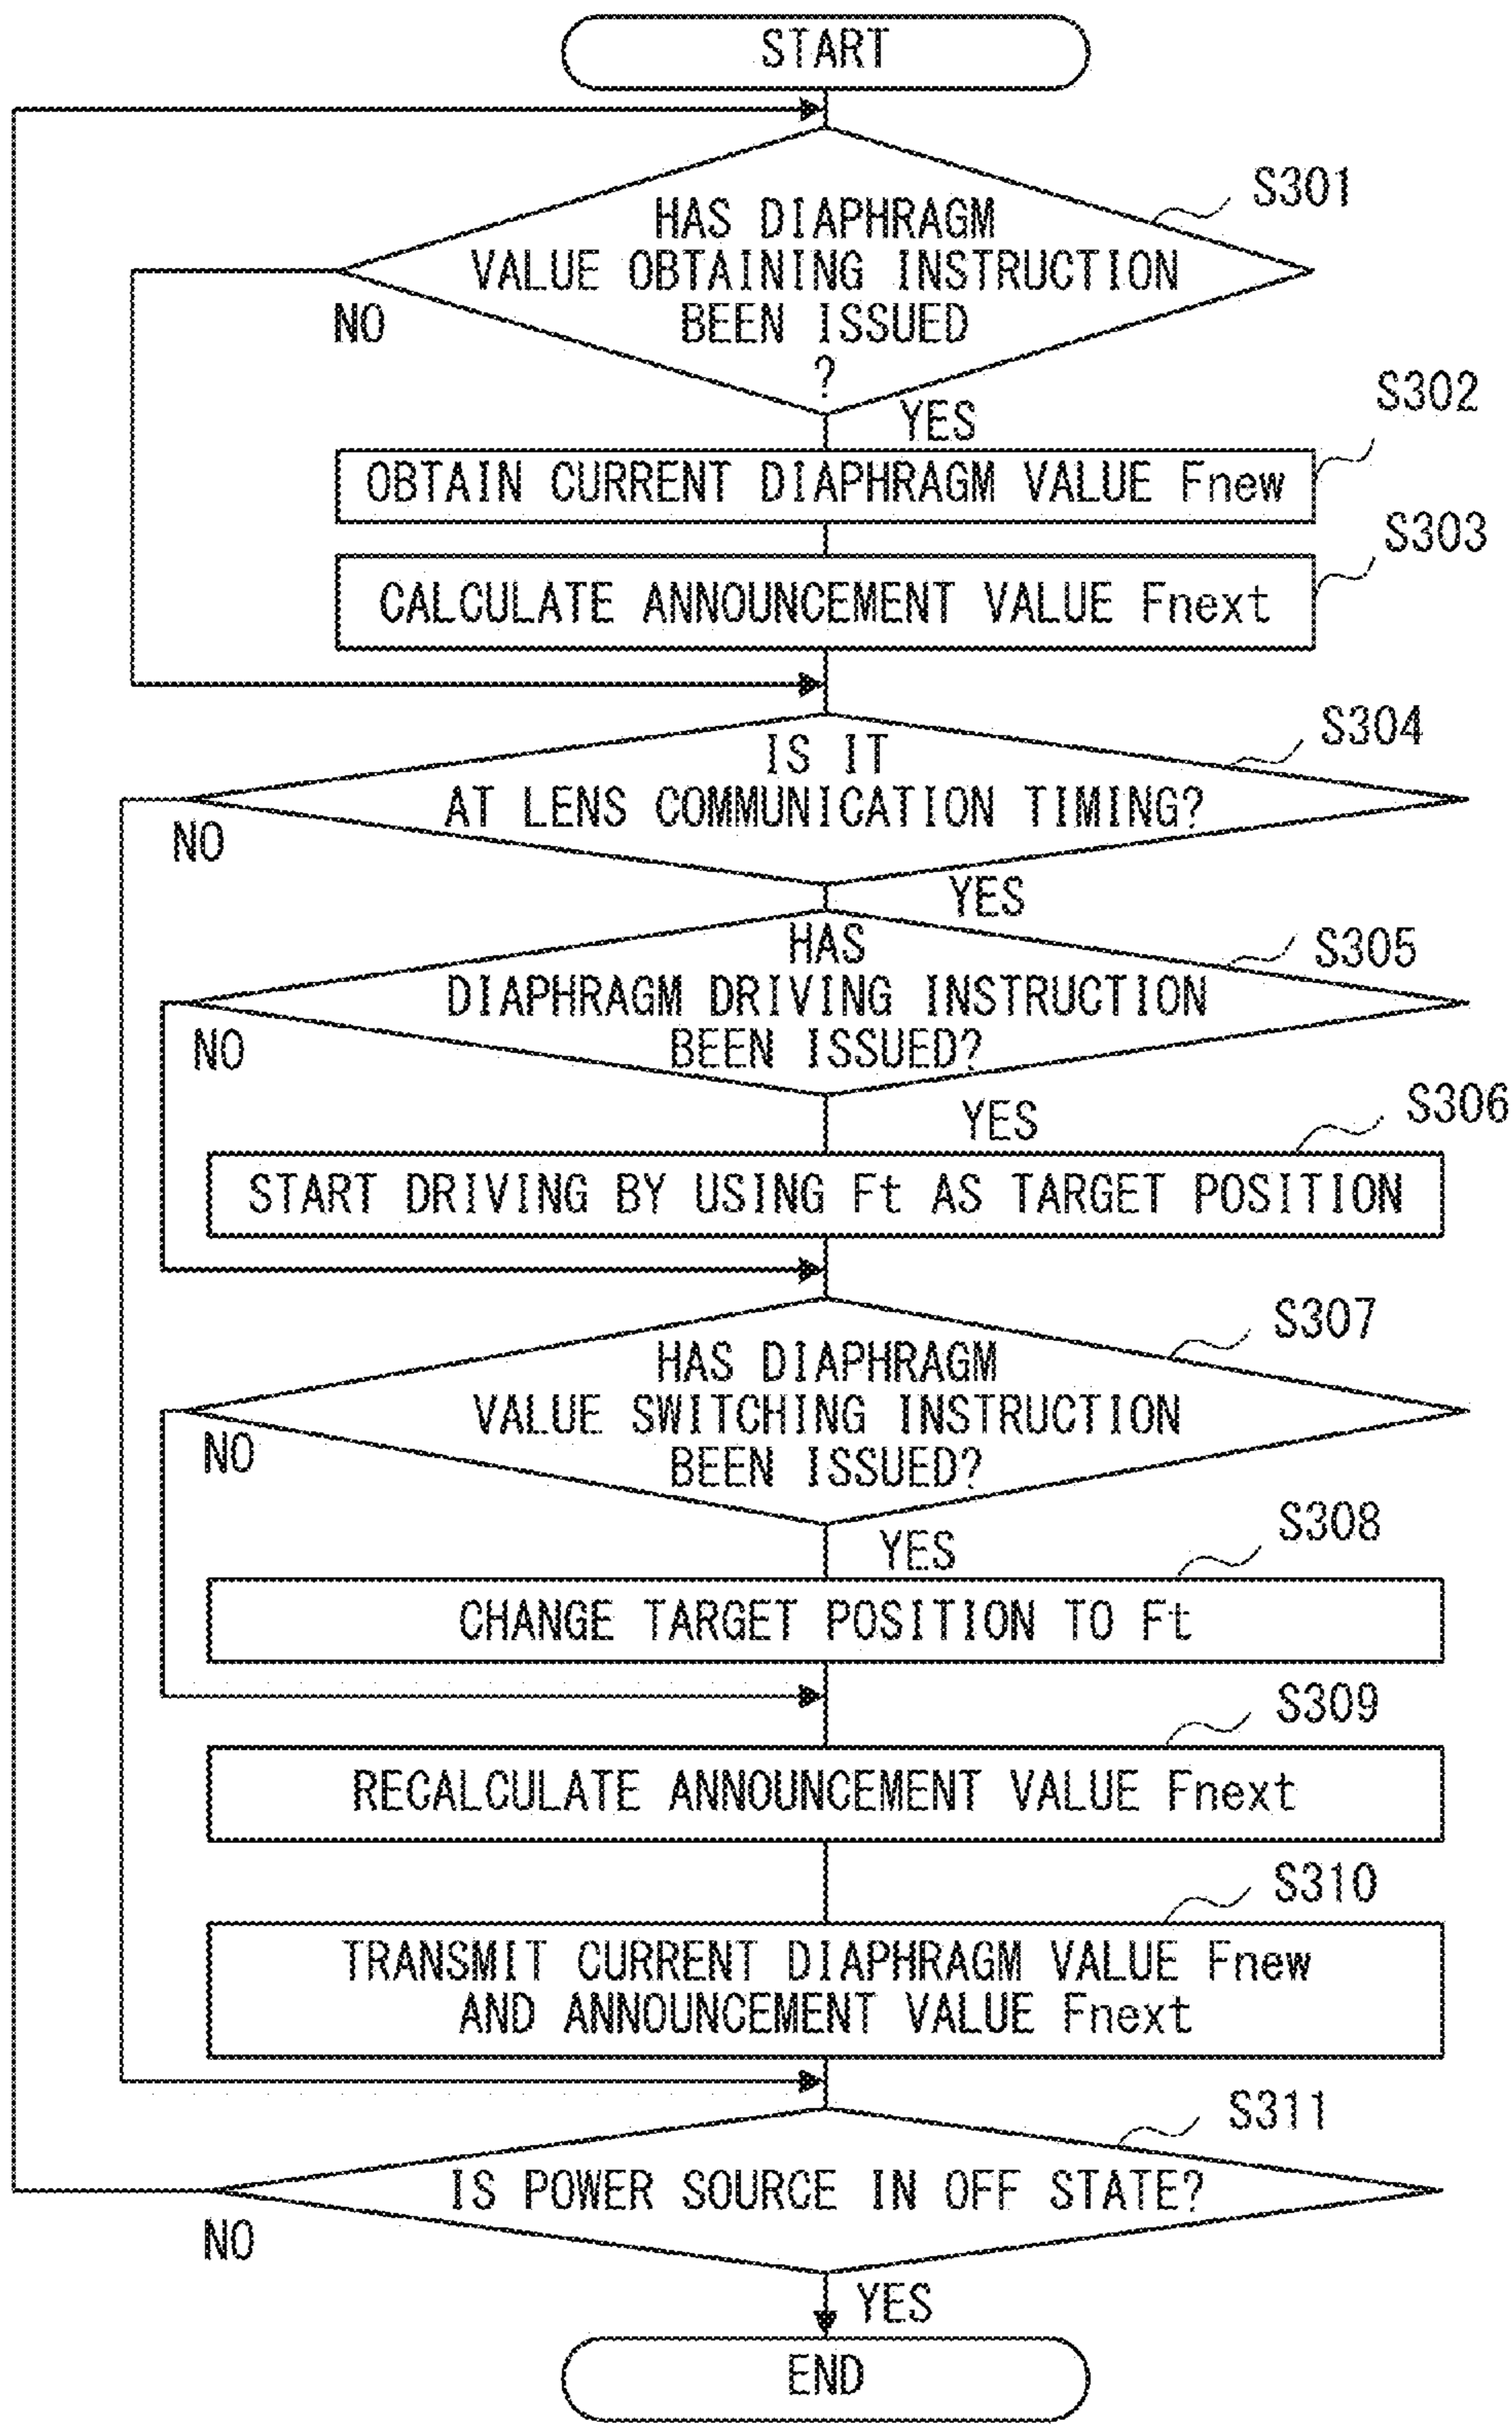 START
S301
HAS DIAPHRAGM
VALUE OBTAINING INSTRUCTION
BEEN ISSUED
?
NO
YES
S302
OBTAIN CURRENT DIAPHRAGM VALUE Fnew
S303
CALCULATE ANNOUNCEMENT VALUE Fnext
S304
IS IT
AT LENS COMMUNICATION TIMING?
NO
YES
S305
HAS
DIAPHRAGM DRIVING INSTRUCTION
BEEN ISSUED?
NO
YES
S306
START DRIVING BY USING Ft AS TARGET POSITION
S307
HAS DIAPHRAGM
VALUE SWITCHING INSTRUCTION
BEEN ISSUED?
NO
YES
S308
CHANGE TARGET POSITION TO Ft
S309
RECALCULATE ANNOUNCEMENT VALUE Fnext
S310
TRANSMIT CURRENT DIAPHRAGM VALUE Fnew
AND ANNOUNCEMENT VALUE Fnext
S311
IS POWER SOURCE IN OFF STATE?
NO
YES
END